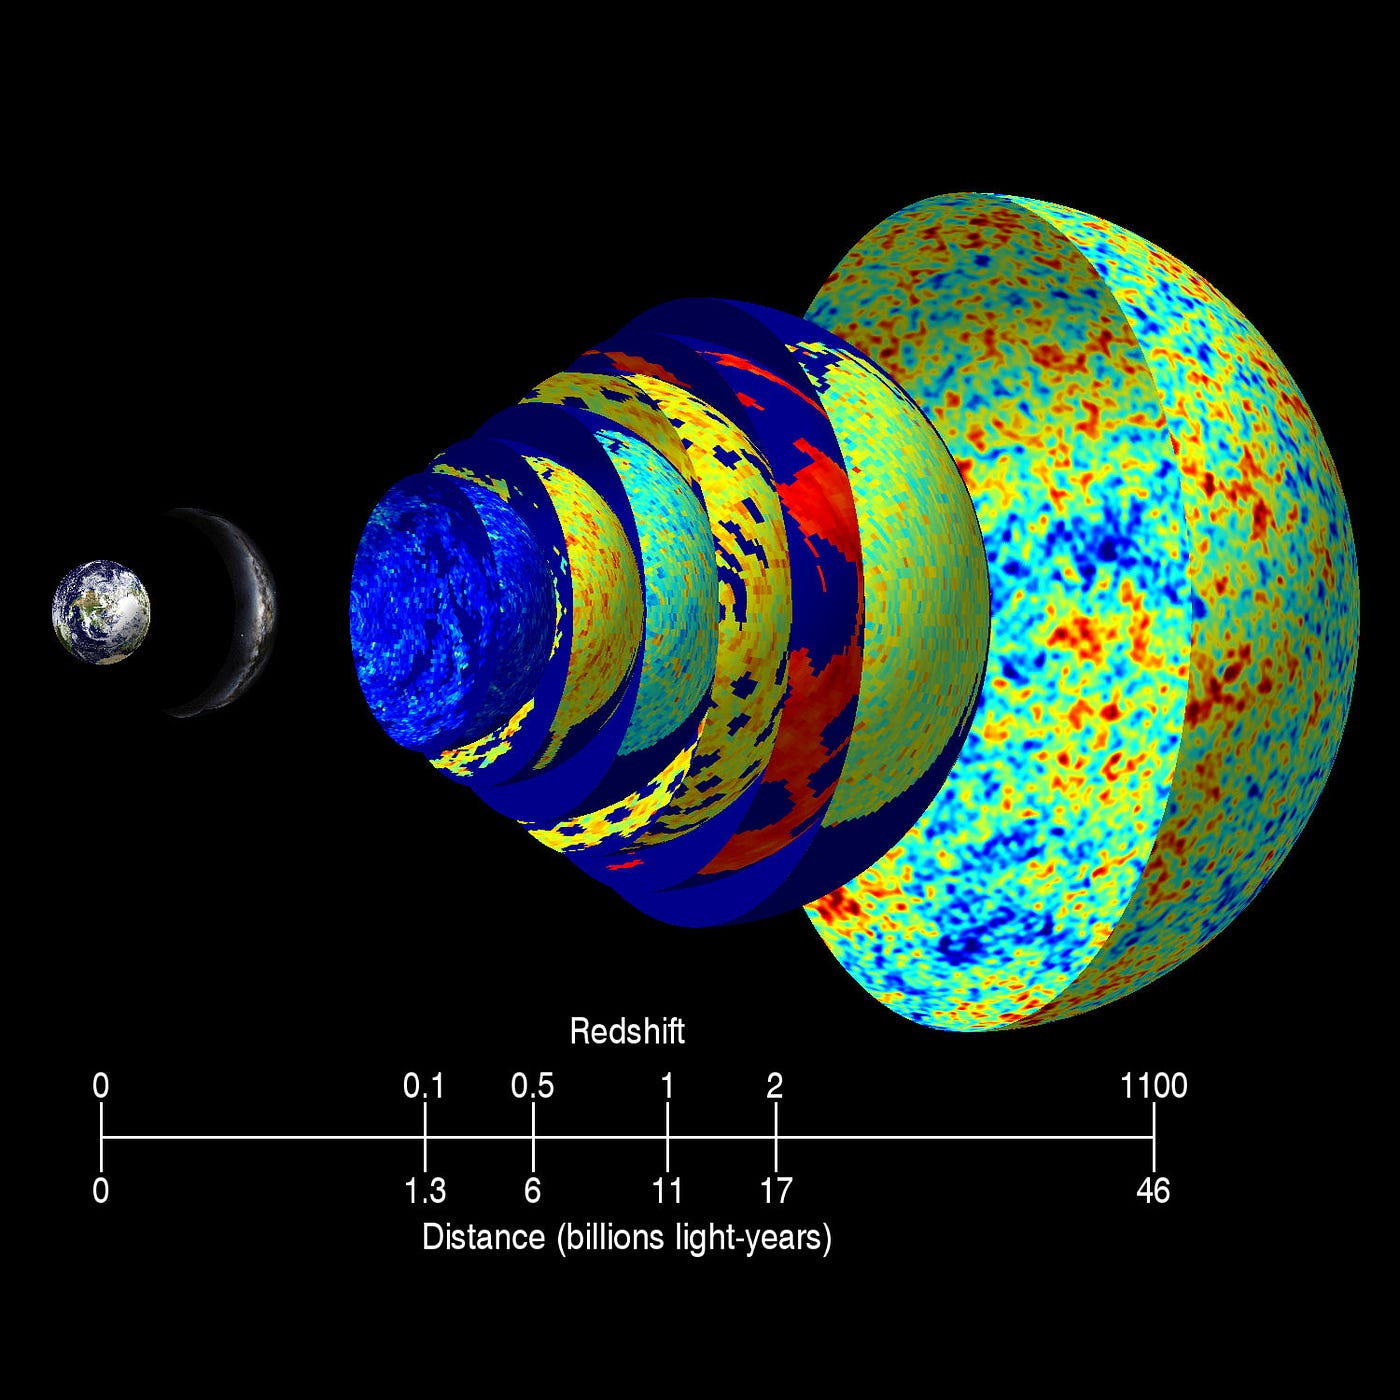 Redshift
0 0.1 0.5 1 2 1100
0 1.3 6 11 17 46
Distance (billions light-years)